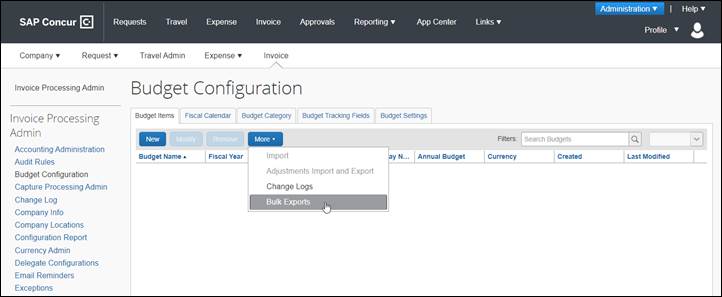 Administration ▾ | Help ▾
SAP Concur C Requests Travel Expense Invoice Approvals Reporting ▾ App Center Links ▾
Profile ▾
Company ▾ Request ▾ Travel Admin Expense ▾ Invoice
Invoice Processing Admin
Budget Configuration
Invoice Processing
Admin
Accounting Administration
Audit Rules
Budget Configuration
Capture Processing Admin
Change Log
Company Info
Company Locations
Configuration Report
Currency Admin
Delegate Configurations
Email Reminders
Exceptions
Budget Items Fiscal Calendar Budget Category Budget Tracking Fields Budget Settings
New Modify Remove More ▾ Filters: Search Budgets
Budget Name ▴ Fiscal Year ay N... Annual Budget Currency Created Last Modified
Import
Adjustments Import and Export
Change Logs
Bulk Exports